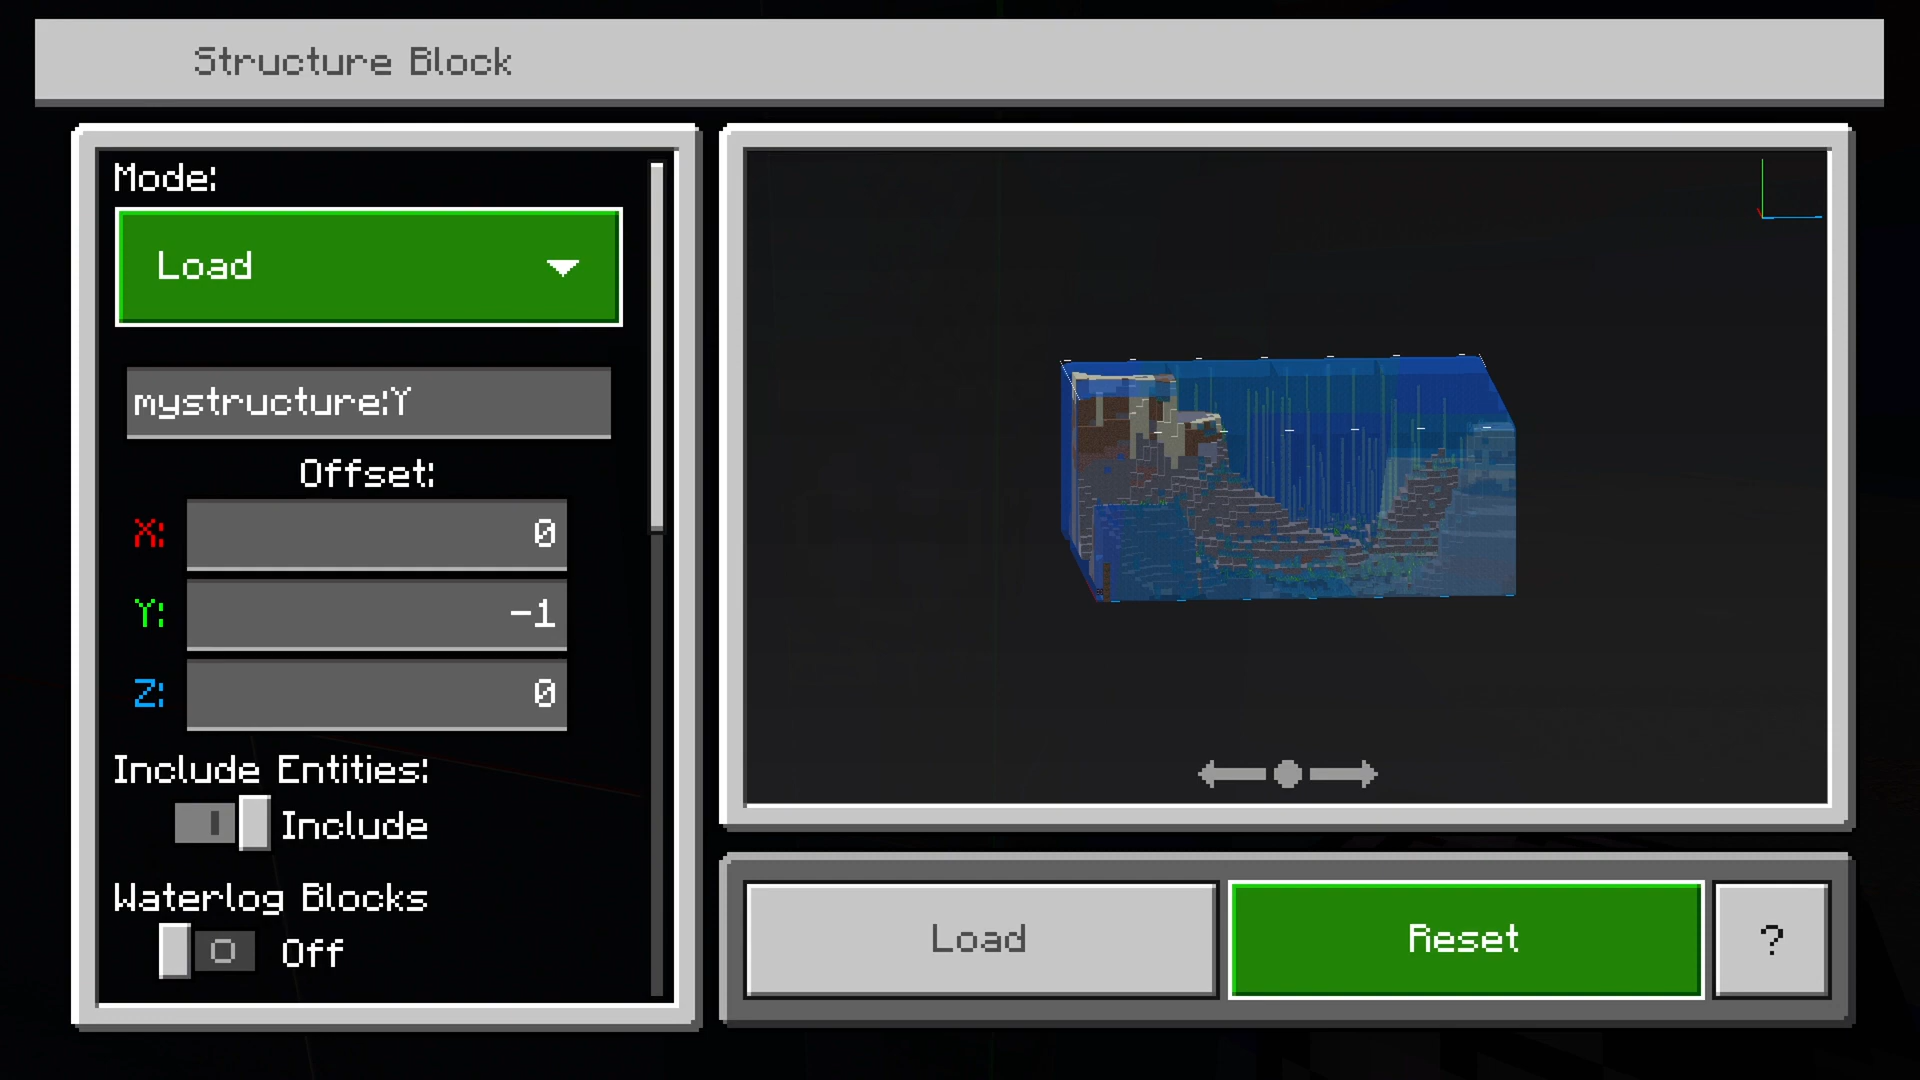 Structure Block
Mode:
Load
mystructure:Y
Offset:
X: 0
Y: -1
Z: 0
Include Entities:
Include
Waterlog Blocks
Off
Load
Reset
?